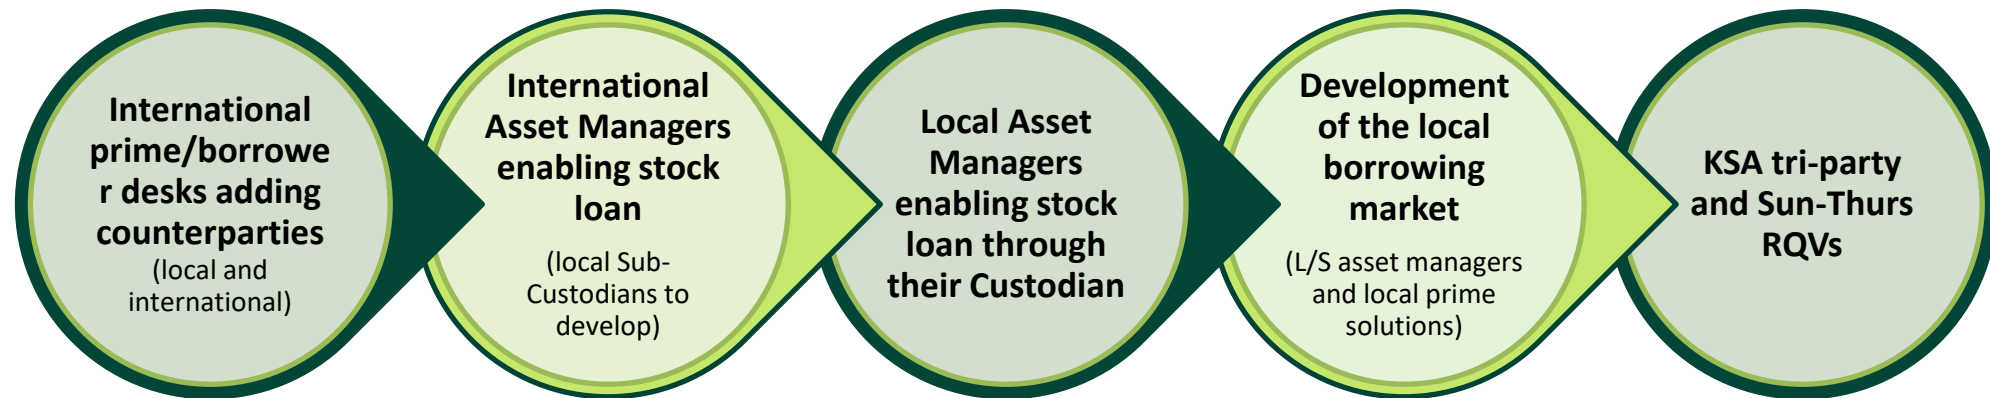 International
prime/borrowe
r desks adding
counterparties
(local and
international)
International
Asset Managers
enabling stock
loan
(local Sub-
Custodians to
develop)
Local Asset
Managers
enabling stock
loan through
their Custodian
Development
of the local
borrowing
market
(L/S asset managers
and local prime
solutions)
KSA tri-party
and Sun-Thurs
RQVs